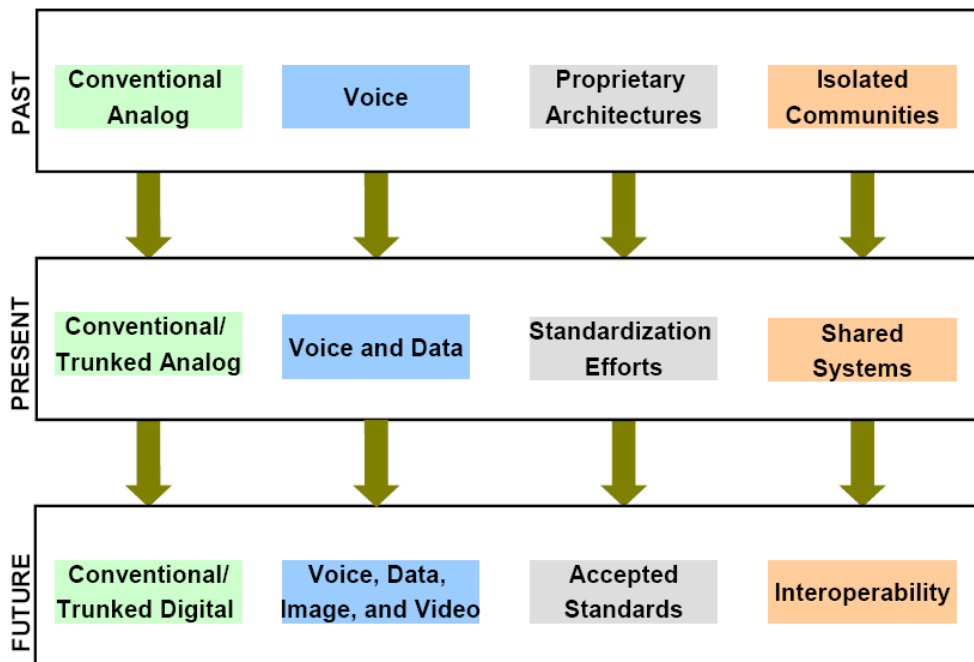 PAST
Conventional
Analog
Voice
Proprietary
Architectures
Isolated
Communities
PRESENT
Conventional/
Trunked Analog
Voice and Data
Standardization
Efforts
Shared
Systems
FUTURE
Conventional/
Trunked Digital
Voice, Data,
Image, and Video
Accepted
Standards
Interoperability